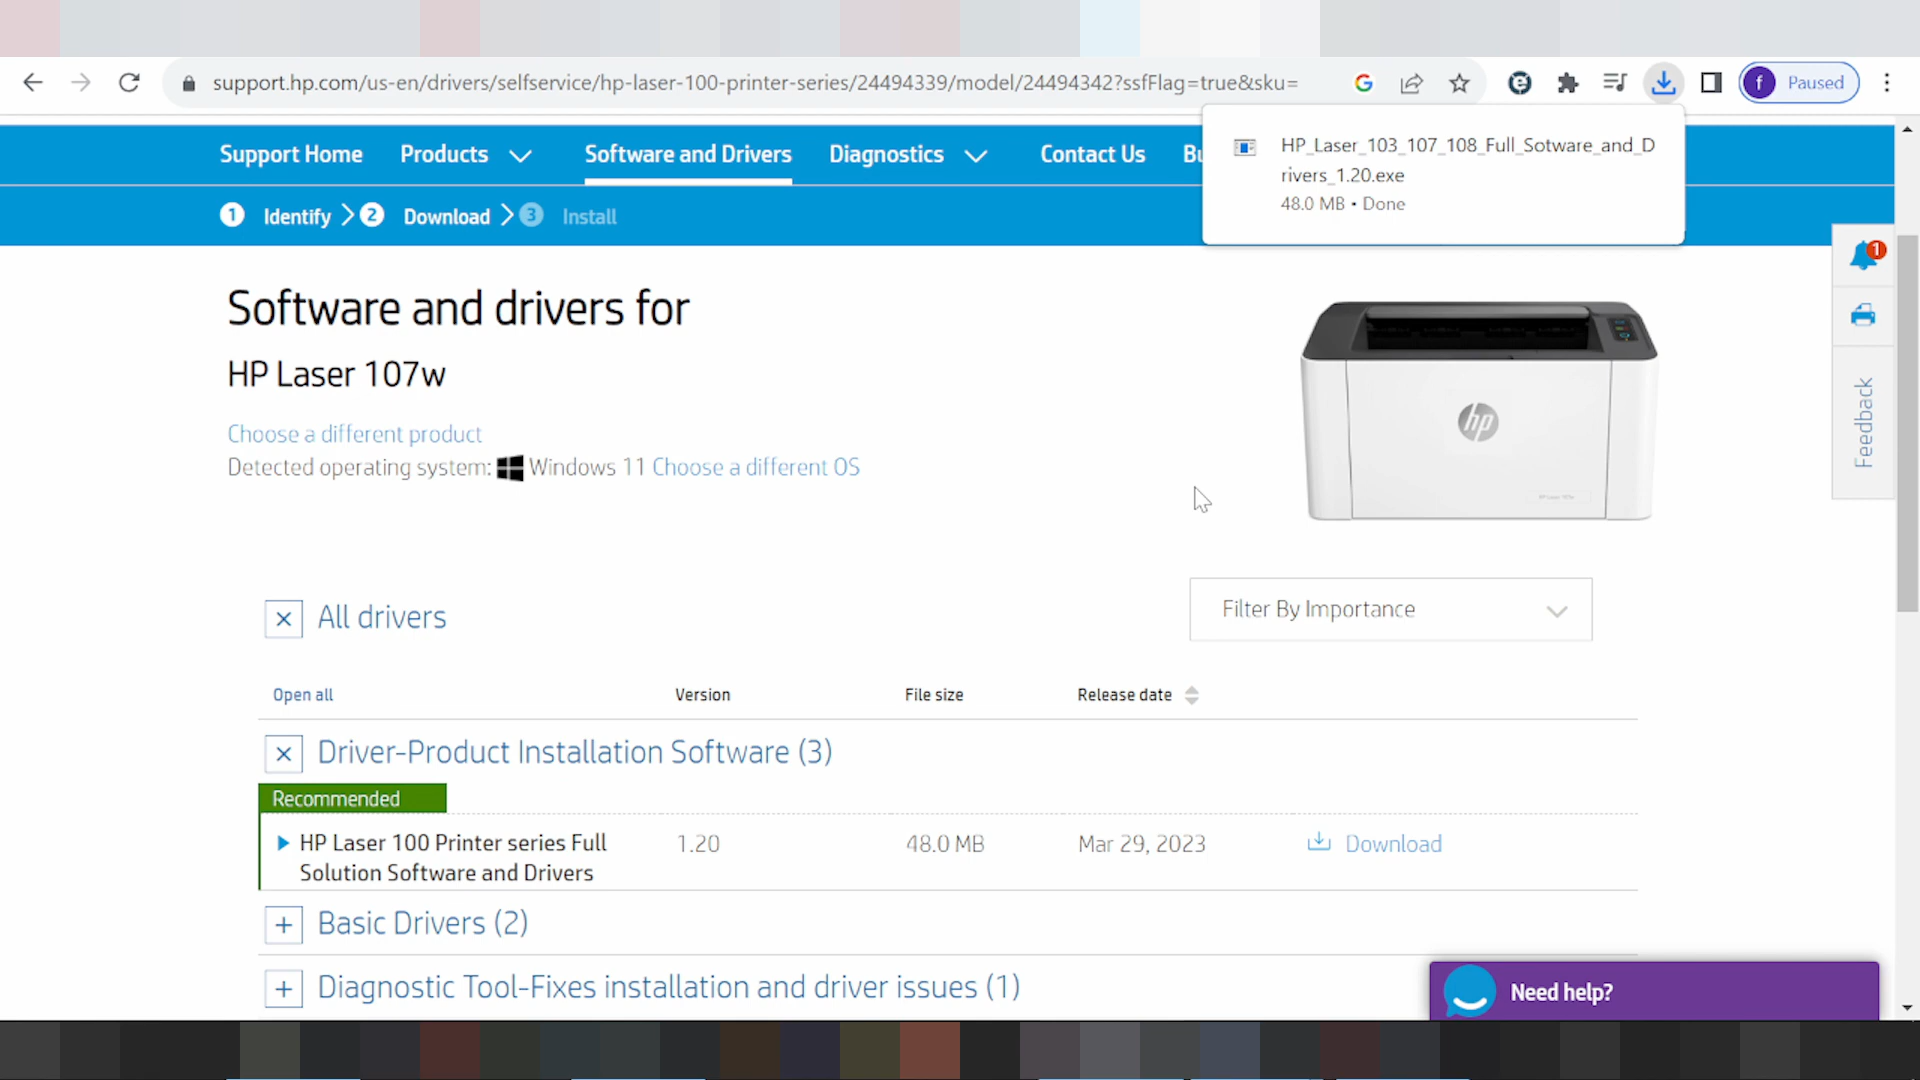 support.hp.com/us-en/drivers/selfservice/hp-laser-100-printer-series/24494339/model/24494342?ssfFlag=true&sku=
f Paused
Support Home Products Software and Drivers Diagnostics Contact Us Bu
HP_Laser_103_107_108_Full_Sotware_and_D
rivers_1.20.exe
48.0 MB • Done
1 Identify 2 Download 3 Install
1
Software and drivers for
HP Laser 107w
Choose a different product
Detected operating system: Windows 11 Choose a different OS
hp
Feedback
All drivers
Filter By Importance
Open all Version File size Release date
Driver-Product Installation Software (3)
Recommended
HP Laser 100 Printer series Full
Solution Software and Drivers
1.20 48.0 MB Mar 29, 2023 Download
Basic Drivers (2)
Diagnostic Tool-Fixes installation and driver issues (1)
Need help?